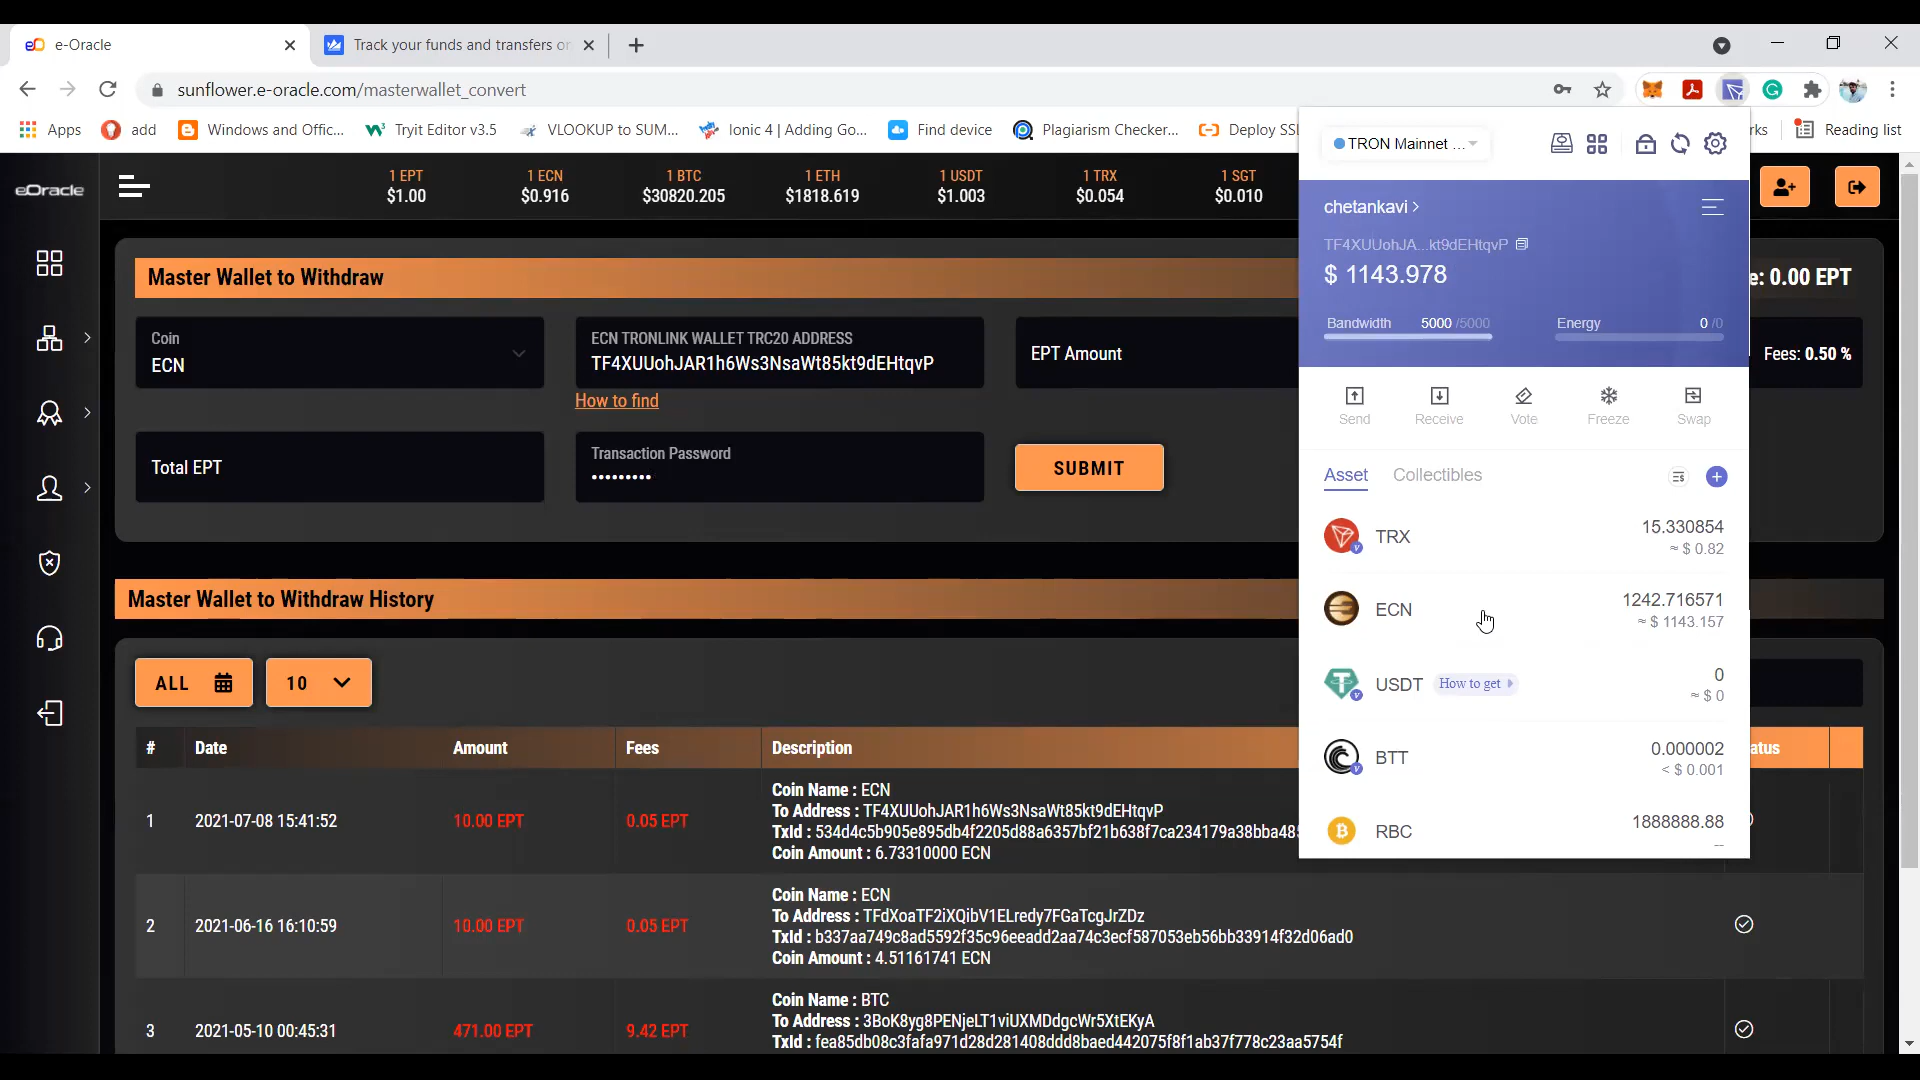 e-Oracle
Track your funds and transfers or
sunflower.e-oracle.com/masterwallet_convert
Apps
add
Windows and Offic...
Tryit Editor v3.5
VLOOKUP to SUM...
Ionic 4 | Adding Go...
Find device
Plagiarism Checker...
Deploy SSI
rks
Reading list
eOracle
1 EPT
$1.00
1 ECN
$0.916
1 BTC
$30820.205
1 ETH
$1818.619
1 USDT
$1.003
1 TRX
$0.054
1 SGT
$0.010
Master Wallet to Withdraw
e: 0.00 EPT
Coin
ECN
ECN TRONLINK WALLET TRC20 ADDRESS
TF4XUUohJAR1h6Ws3NsaWt85kt9dEHtqvP
How to find
EPT Amount
Fees: 0.50 %
Total EPT
Transaction Password
•••••••••
SUBMIT
Master Wallet to Withdraw History
ALL
10
# Date Amount Fees Description atus
1 2021-07-08 15:41:52 10.00 EPT 0.05 EPT
Coin Name : ECN
To Address : TF4XUUohJAR1h6Ws3NsaWt85kt9dEHtqvP
TxId : 534d4c5b905e895db4f2205d88a6357bf21b638f7ca234179a38bba485
Coin Amount : 6.73310000 ECN
2 2021-06-16 16:10:59 10.00 EPT 0.05 EPT
Coin Name : ECN
To Address : TFdXoaTF2iXQibV1ELredy7FGaTcgJrZDz
TxId : b337aa749c8ad5592f35c96eeadd2aa74c3ecf587053eb56bb33914f32d06ad0
Coin Amount : 4.51161741 ECN
3 2021-05-10 00:45:31 471.00 EPT 9.42 EPT
Coin Name : BTC
To Address : 3BoK8yg8PENjeLT1viUXMDdgcWr5XtEKyA
TxId : fea85db08c3fafa971d28d281408ddd8baed442075f8f1ab37f778c23aa5754f
TRON Mainnet ...
chetankavi >
TF4XUUohJA...kt9dEHtqvP
$ 1143.978
Bandwidth 5000 /5000
Energy 0 /0
Send
Receive
Vote
Freeze
Swap
Asset
Collectibles
TRX
15.330854
≈ $ 0.82
ECN
1242.716571
≈ $ 1143.157
USDT
How to get
0
≈ $ 0
BTT
0.000002
< $ 0.001
RBC
1888888.88
--